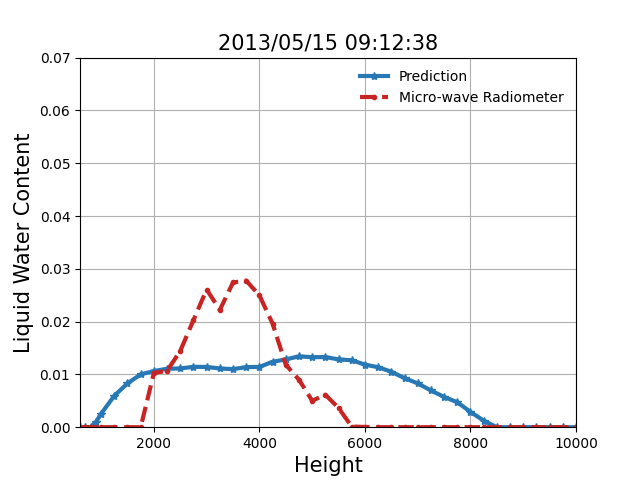 2013/05/15 09:12:38
Prediction
Micro-wave Radiometer
Liquid Water Content
0.07
0.06
0.05
0.04
0.03
0.02
0.01
0.00
2000 4000 6000 8000 10000
Height